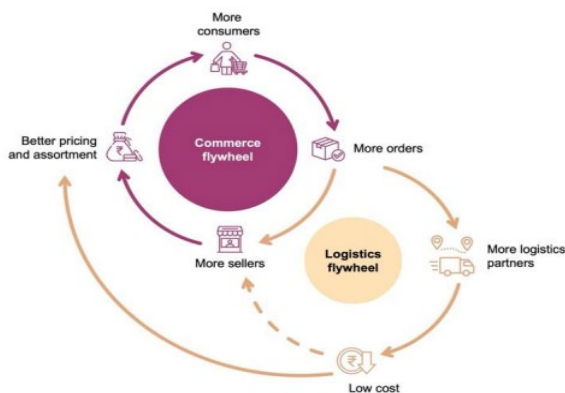 More
consumers
Better pricing
and assortment
Commerce
flywheel
More orders
More sellers
Logistics
flywheel
More logistics
partners
₹
₹
Low cost